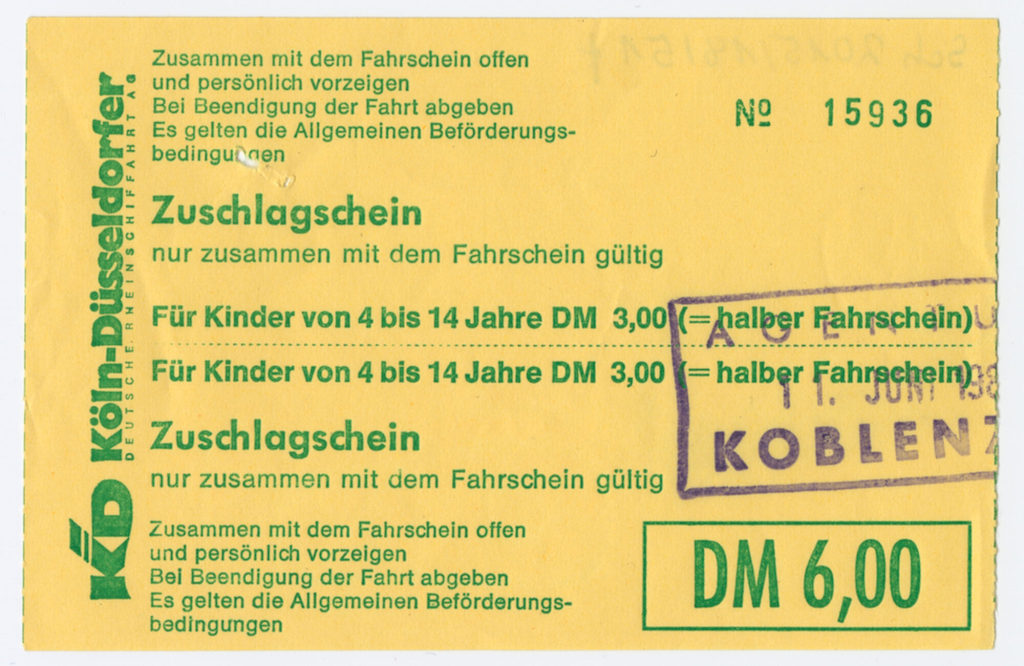 Zusammen mit dem Fahrschein offen
und persönlich vorzeigen
Bei Beendigung der Fahrt abgeben
Es gelten die Allgemeinen Beförderungs-
bedingungen
Nº 15936
Zuschlagschein
nur zusammen mit dem Fahrschein gültig
Für Kinder von 4 bis 14 Jahre DM 3,00 (= halber Fahrschein)
Für Kinder von 4 bis 14 Jahre DM 3,00 (= halber Fahrschein)
Zuschlagschein
nur zusammen mit dem Fahrschein gültig
Zusammen mit dem Fahrschein offen
und persönlich vorzeigen
Bei Beendigung der Fahrt abgeben
Es gelten die Allgemeinen Beförderungs-
bedingungen
DM 6,00
KD Köln-Düsseldorfer
DEUTSCHE RHEINSCHIFFAHRT AG
AGENTU
11. JUNI 198
KOBLENZ